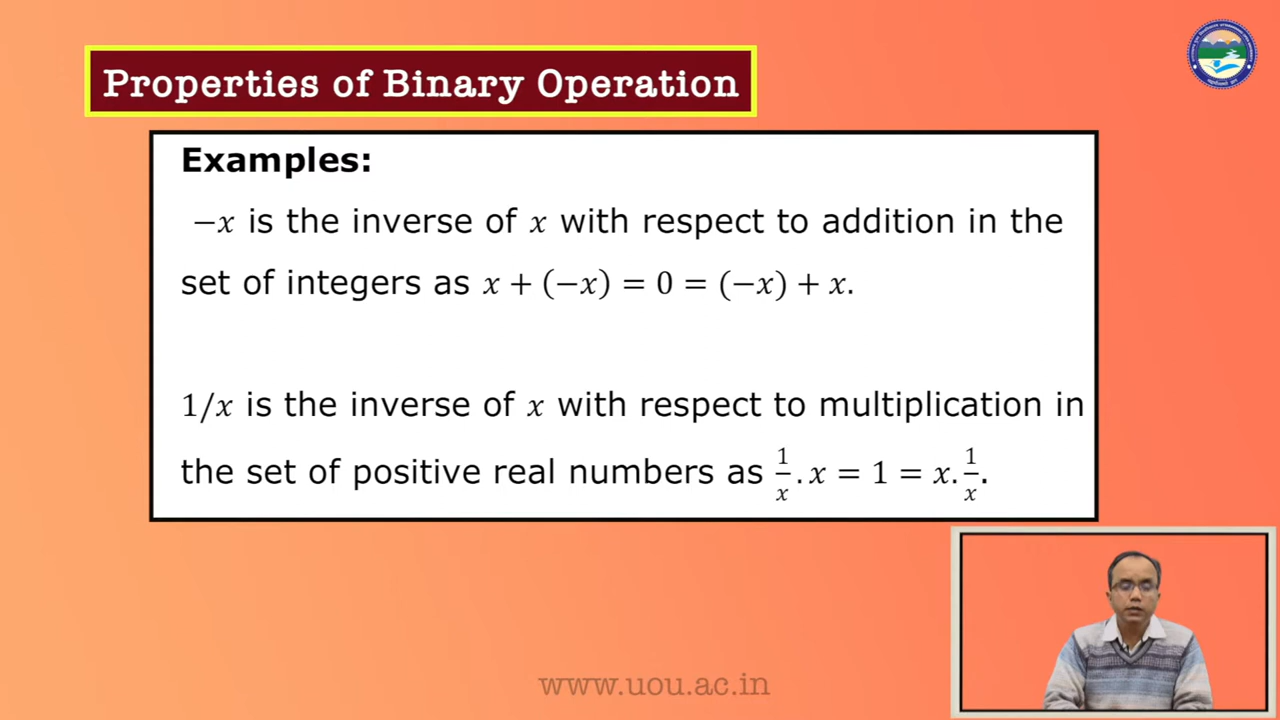 Properties of Binary Operation
Examples:
−x is the inverse of x with respect to addition in the
set of integers as x + (−x) = 0 = (−x) + x.
1/x is the inverse of x with respect to multiplication in
the set of positive real numbers as 1/x . x = 1 = x. 1/x.
www.uou.ac.in